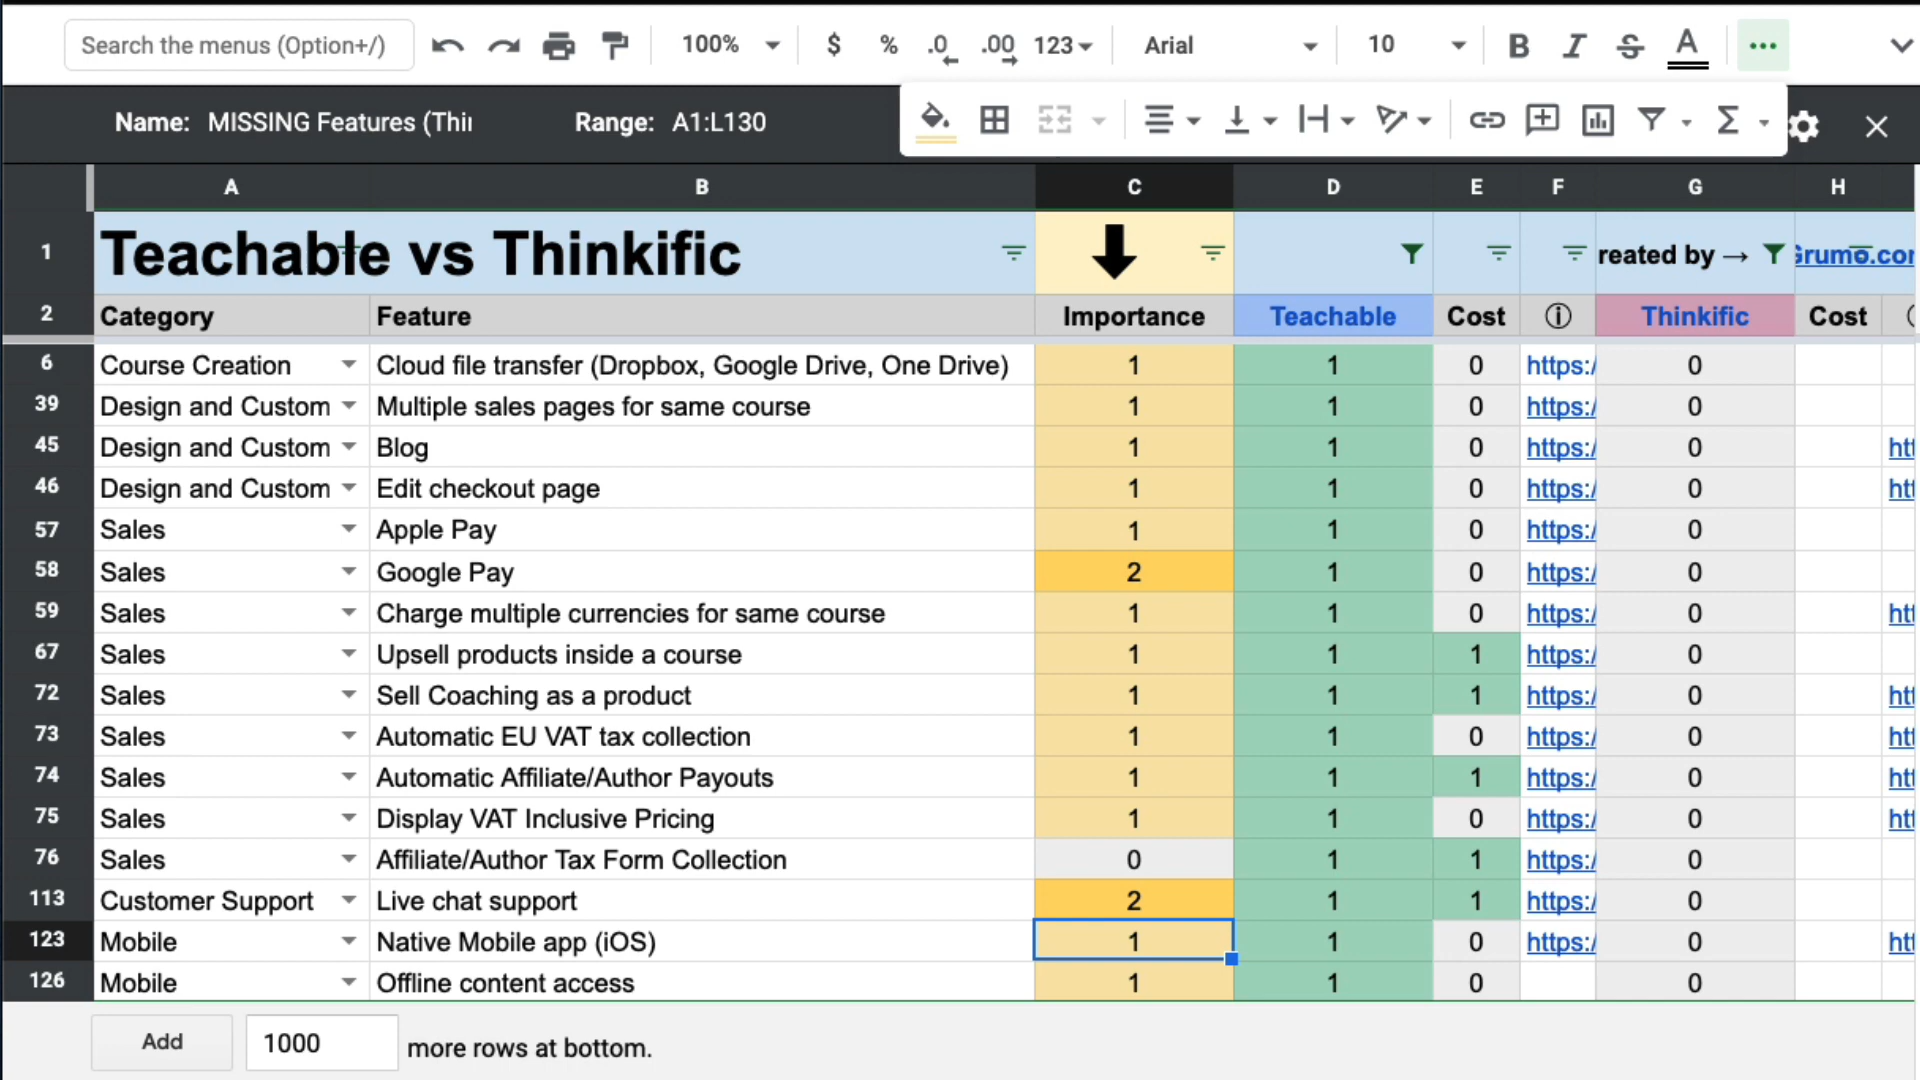 Search the menus (Option+/) 100% $ % .0 .00 123 Arial 10 B I S A
Name: MISSING Features (Thi Range: A1:L130
A B C D E F G H
1 Teachable vs Thinkific reated by → Grumo.com
2 Category Feature Importance Teachable Cost ⓘ Thinkific Cost
6 Course Creation Cloud file transfer (Dropbox, Google Drive, One Drive) 1 1 0 https:/ 0
39 Design and Custom Multiple sales pages for same course 1 1 0 https:/ 0
45 Design and Custom Blog 1 1 0 https:/ 0 htt
46 Design and Custom Edit checkout page 1 1 0 https:/ 0 htt
57 Sales Apple Pay 1 1 0 https:/ 0
58 Sales Google Pay 2 1 0 https:/ 0
59 Sales Charge multiple currencies for same course 1 1 0 https:/ 0 htt
67 Sales Upsell products inside a course 1 1 1 https:/ 0
72 Sales Sell Coaching as a product 1 1 1 https:/ 0 htt
73 Sales Automatic EU VAT tax collection 1 1 0 https:/ 0 htt
74 Sales Automatic Affiliate/Author Payouts 1 1 1 https:/ 0 htt
75 Sales Display VAT Inclusive Pricing 1 1 0 https:/ 0 htt
76 Sales Affiliate/Author Tax Form Collection 0 1 1 https:/ 0
113 Customer Support Live chat support 2 1 1 https:/ 0
123 Mobile Native Mobile app (iOS) 1 1 0 https:/ 0 htt
126 Mobile Offline content access 1 1 0 0
Add 1000 more rows at bottom.